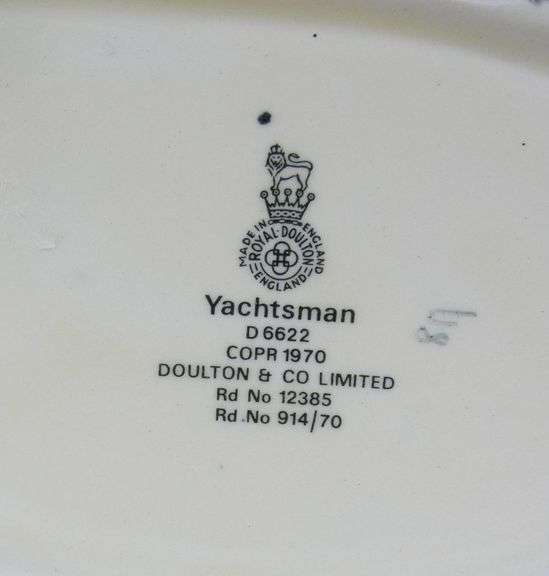 MADE IN ENGLAND
ROYAL·DOULTON
ENGLAND
Yachtsman
D 6622
COPR 1970
DOULTON & CO LIMITED
Rd No 12385
Rd No 914/70